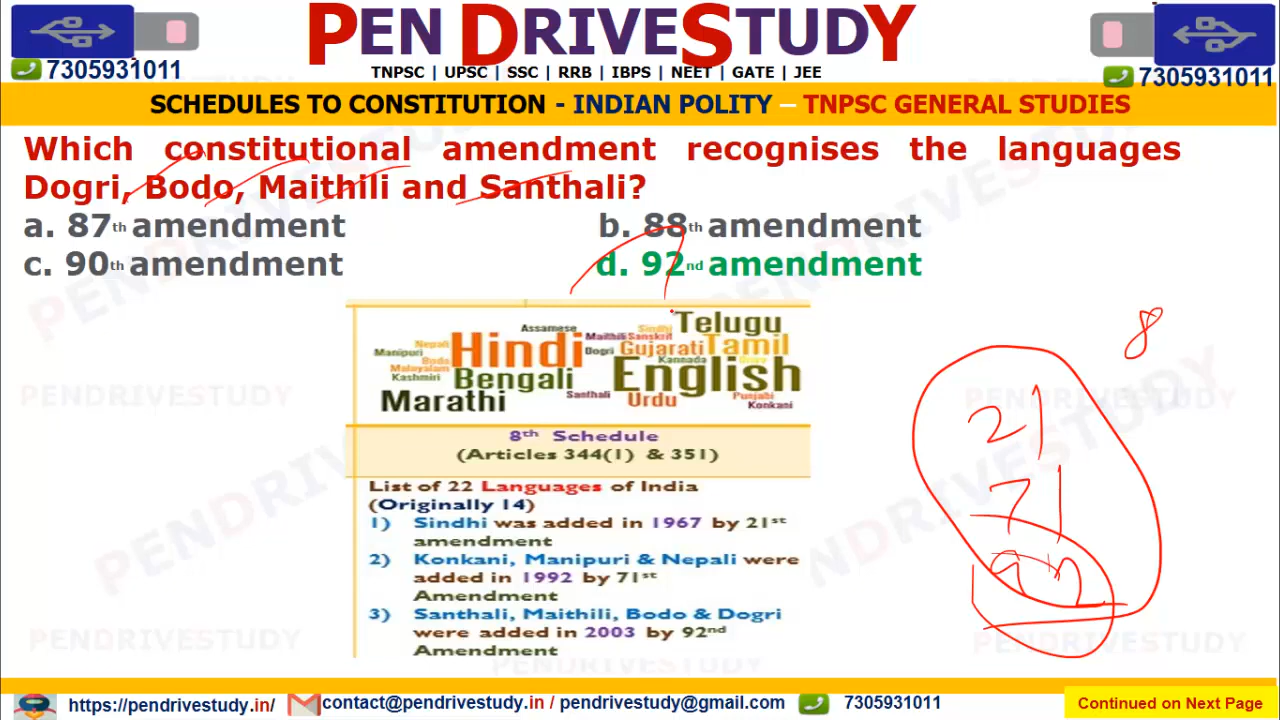 PEN DRIVESTUDY
TNPSC | UPSC | SSC | RRB | IBPS | NEET | GATE | JEE
7305931011
7305931011
SCHEDULES TO CONSTITUTION - INDIAN POLITY – TNPSC GENERAL STUDIES
Which constitutional amendment recognises the languages
Dogri, Bodo, Maithili and Santhali?
a. 87th amendment
b. 88th amendment
c. 90th amendment
d. 92nd amendment
Assamese
Sindhi
Telugu
Nepali
Hindi
Maithili
Sanskrit
Tamil
Manipuri
Dogri
Gujarati
Bodo
Kannada
Malayalam
Bengali
English
Kashmiri
Marathi
Santhali
Urdu
Punjabi
Konkani
8th Schedule
(Articles 344(1) & 351)
List of 22 Languages of India
(Originally 14)
1) Sindhi was added in 1967 by 21st
amendment
2) Konkani, Manipuri & Nepali were
added in 1992 by 71st
Amendment
3) Santhali, Maithili, Bodo & Dogri
were added in 2003 by 92nd
Amendment
8
21
71
92
PENDRIVESTUDY
https://pendrivestudy.in/
contact@pendrivestudy.in / pendrivestudy@gmail.com
7305931011
Continued on Next Page